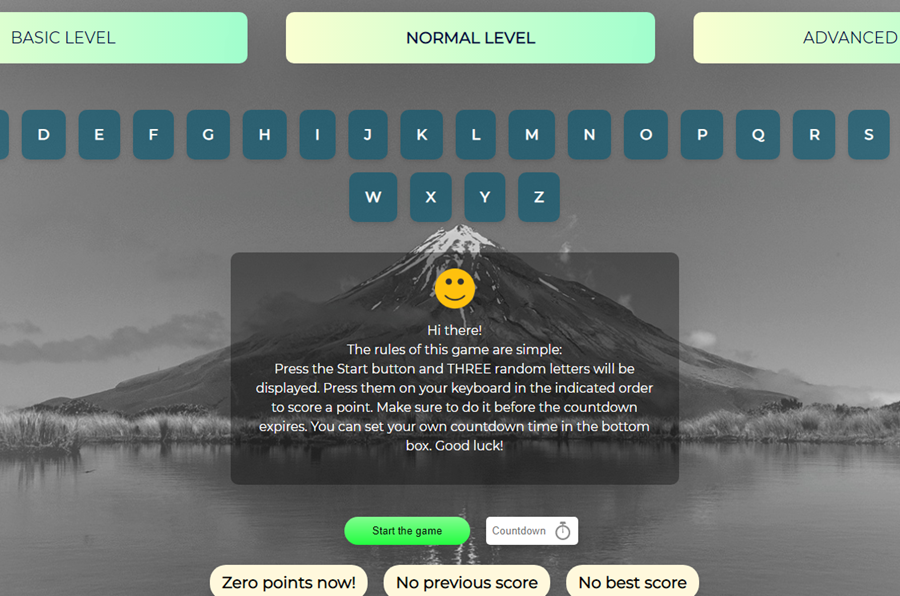 BASIC LEVEL NORMAL LEVEL ADVANCED
D E F G H I J K L M N O P Q R S
W X Y Z
Hi there!
The rules of this game are simple:
Press the Start button and THREE random letters will be
displayed. Press them on your keyboard in the indicated order
to score a point. Make sure to do it before the countdown
expires. You can set your own countdown time in the bottom
box. Good luck!
Start the game Countdown
Zero points now! No previous score No best score